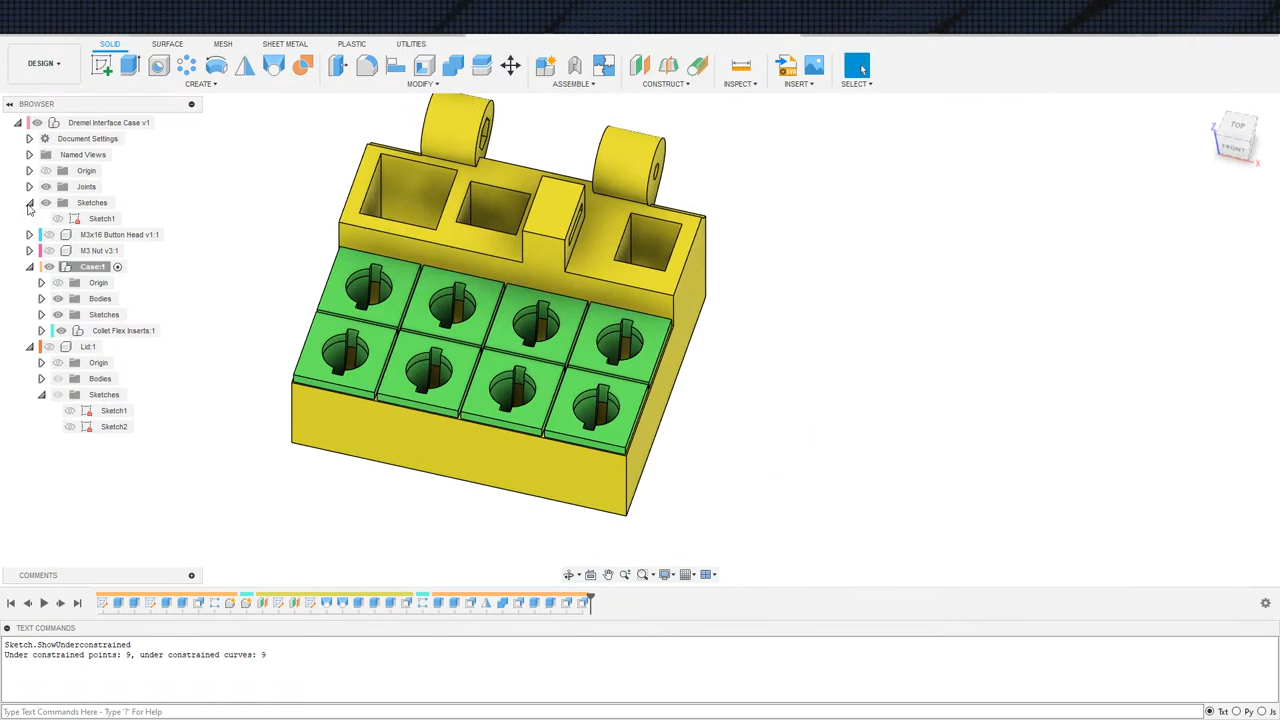 SOLID SURFACE MESH SHEET METAL PLASTIC UTILITIES
DESIGN
CREATE MODIFY ASSEMBLE CONSTRUCT INSPECT INSERT SELECT
BROWSER
Dremel Interface Case v1
Document Settings
Named Views
Origin
Joints
Sketches
Sketch1
M3x16 Button Head v1:1
M3 Nut v3:1
Case:1
Origin
Bodies
Sketches
Collet Flex Inserts:1
Lid:1
Origin
Bodies
Sketches
Sketch1
Sketch2
TOP
FRONT
Z
X
COMMENTS
TEXT COMMANDS
Sketch.ShowUnderconstrained
Under constrained points: 9, under constrained curves: 9
Type Text Commands Here - Type '?' For Help
Txt Py Js